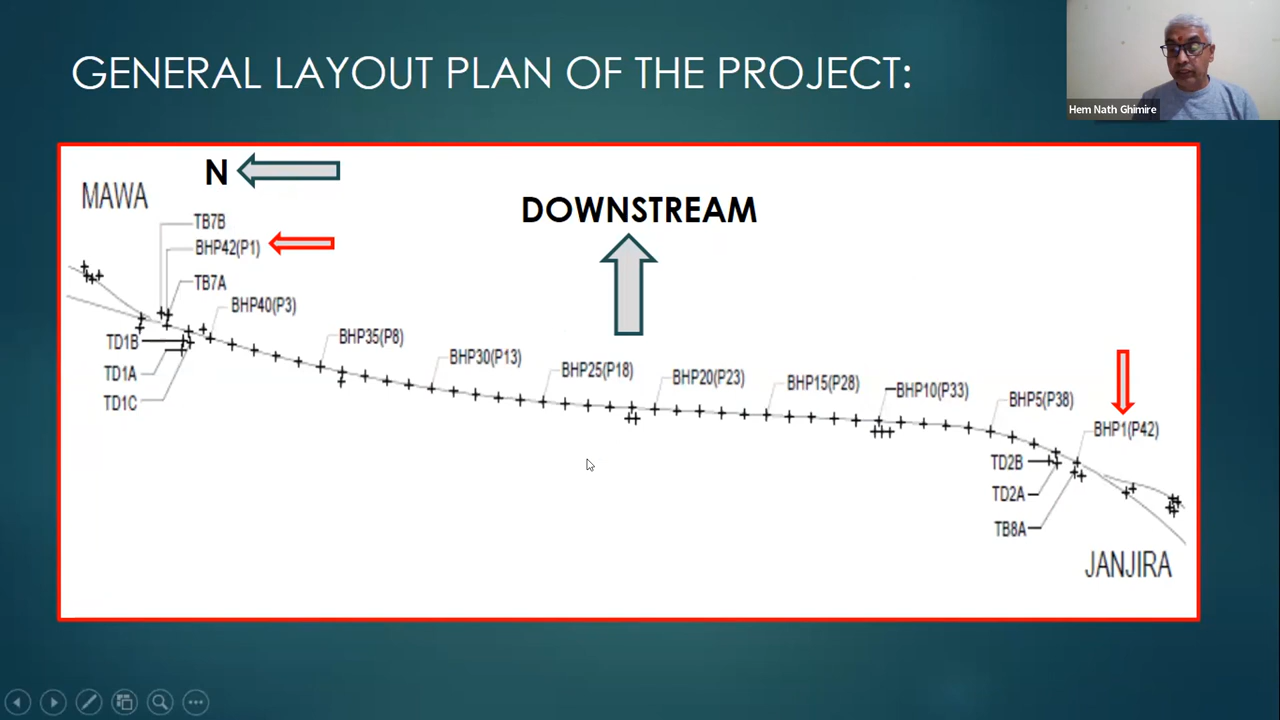 GENERAL LAYOUT PLAN OF THE PROJECT:
Hem Nath Ghimire
N
MAWA
DOWNSTREAM
TB7B
BHP42(P1)
TB7A
BHP40(P3)
TD1B
TD1A
TD1C
BHP35(P8)
BHP30(P13)
BHP25(P18)
BHP20(P23)
BHP15(P28)
BHP10(P33)
BHP5(P38)
BHP1(P42)
TD2B
TD2A
TB8A
JANJIRA